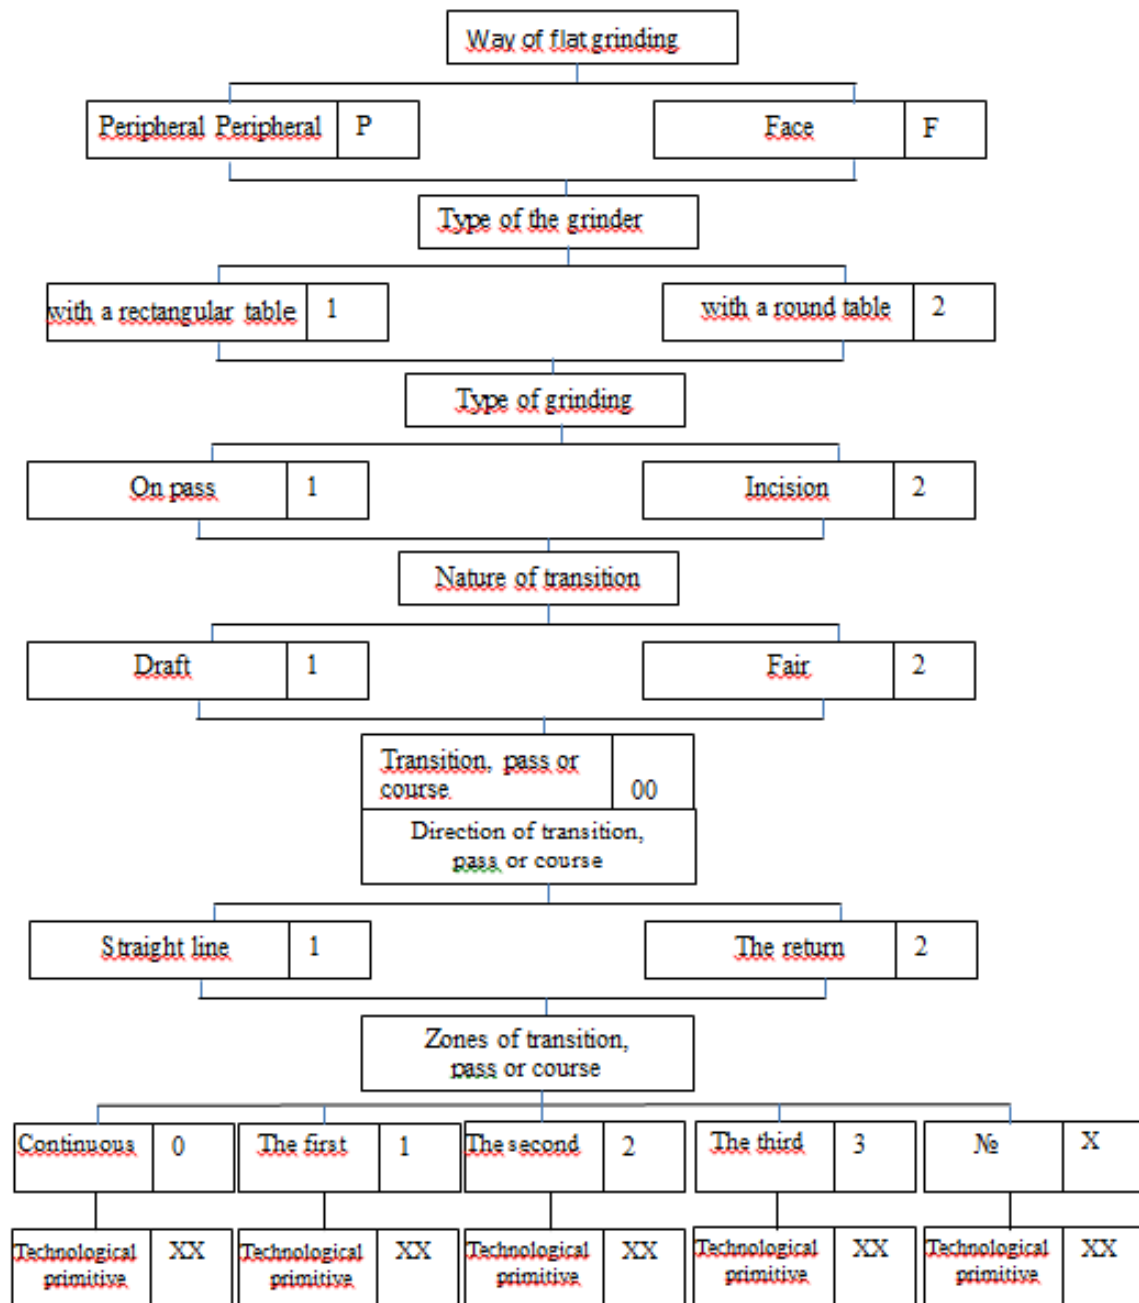 Way of flat grinding
Peripheral Peripheral P
Face F
Type of the grinder
with a rectangular table 1
with a round table 2
Type of grinding
On pass 1
Incision 2
Nature of transition
Draft 1
Fair 2
Transition, pass or
course 00
Direction of transition,
pass or course
Straight line 1
The return 2
Zones of transition,
pass or course
Continuous 0
The first 1
The second 2
The third 3
№ X
Technological
primitive XX
Technological
primitive XX
Technological
primitive XX
Technological
primitive XX
Technological
primitive XX